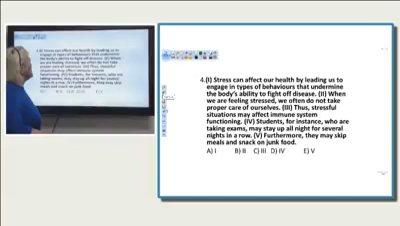 4.(I) Stress can affect our health by leading us to
engage in types of behaviours that undermine
the body's ability to fight off disease. (II) When
we are feeling stressed, we often do not take
proper care of ourselves. (III) Thus, stressful
situations may affect immune system
functioning. (IV) Students, for instance, who are
taking exams, may stay up all night for several
nights in a row. (V) Furthermore, they may skip
meals and snack on junk food.
A) I B) II C) III D) IV E) V